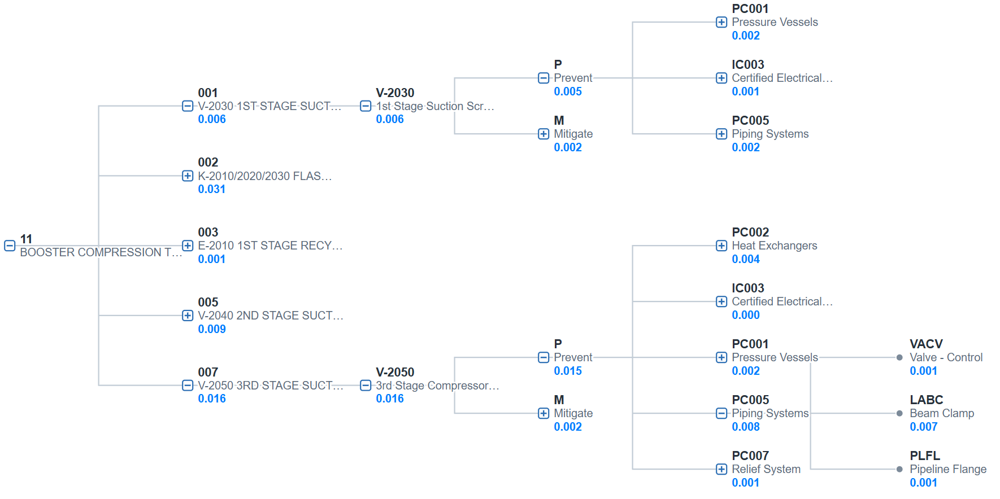 11
BOOSTER COMPRESSION T...
001
V-2030 1ST STAGE SUCT...
0.006
002
K-2010/2020/2030 FLAS...
0.031
003
E-2010 1ST STAGE RECY...
0.001
005
V-2040 2ND STAGE SUCT...
0.009
007
V-2050 3RD STAGE SUCT...
0.016
V-2030
1st Stage Suction Scr...
0.006
V-2050
3rd Stage Compressor...
0.016
P
Prevent
0.005
M
Mitigate
0.002
P
Prevent
0.015
M
Mitigate
0.002
PC001
Pressure Vessels
0.002
IC003
Certified Electrical...
0.001
PC005
Piping Systems
0.002
PC002
Heat Exchangers
0.004
IC003
Certified Electrical...
0.000
PC001
Pressure Vessels
0.002
PC005
Piping Systems
0.008
PC007
Relief System
0.001
VACV
Valve - Control
0.001
LABC
Beam Clamp
0.007
PLFL
Pipeline Flange
0.001